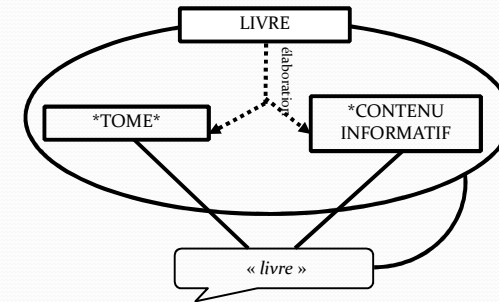 LIVRE
élaboration
*TOME*
*CONTENU
INFORMATIF
« livre »